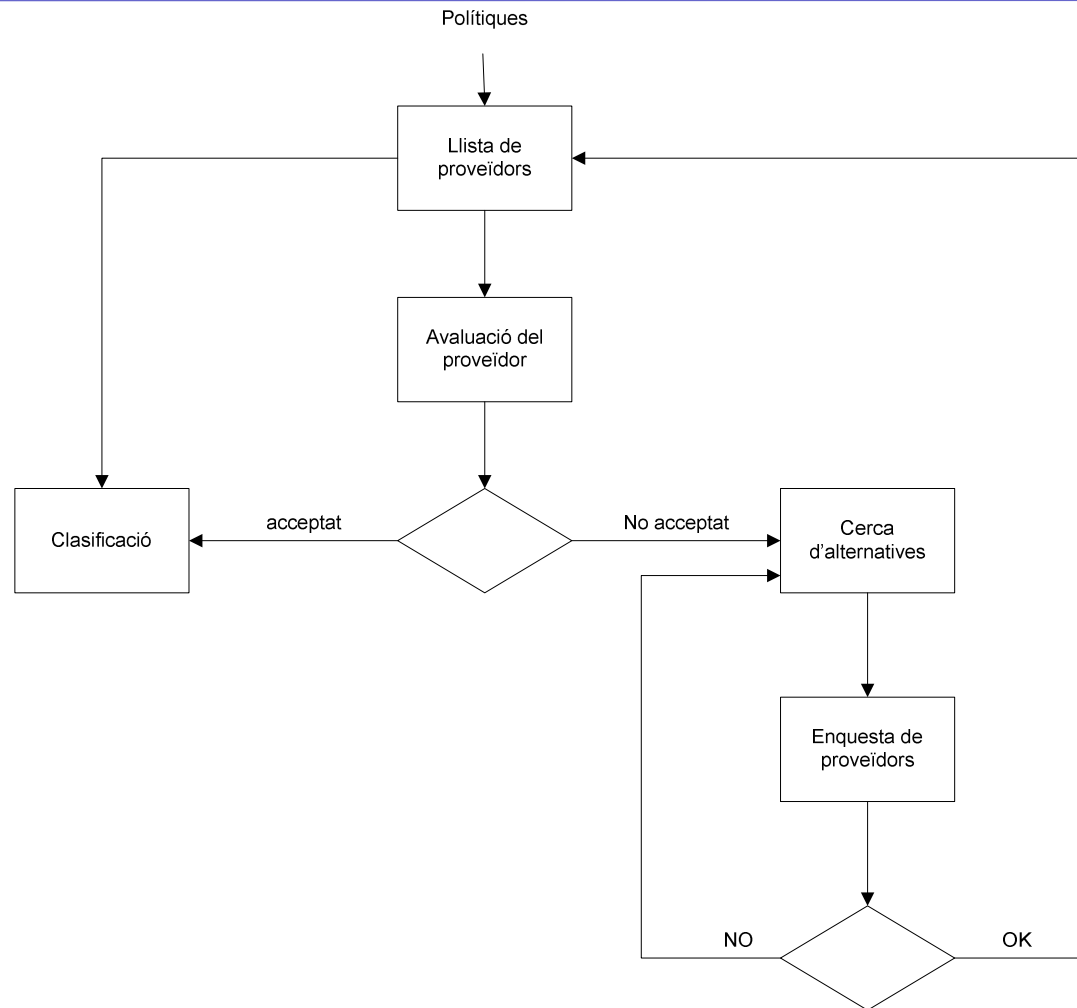 Polítiques
Llista de
proveïdors
Avaluació del
proveïdor
Clasificació
acceptat
No acceptat
Cerca
d'alternatives
Enquesta de
proveïdors
NO
OK